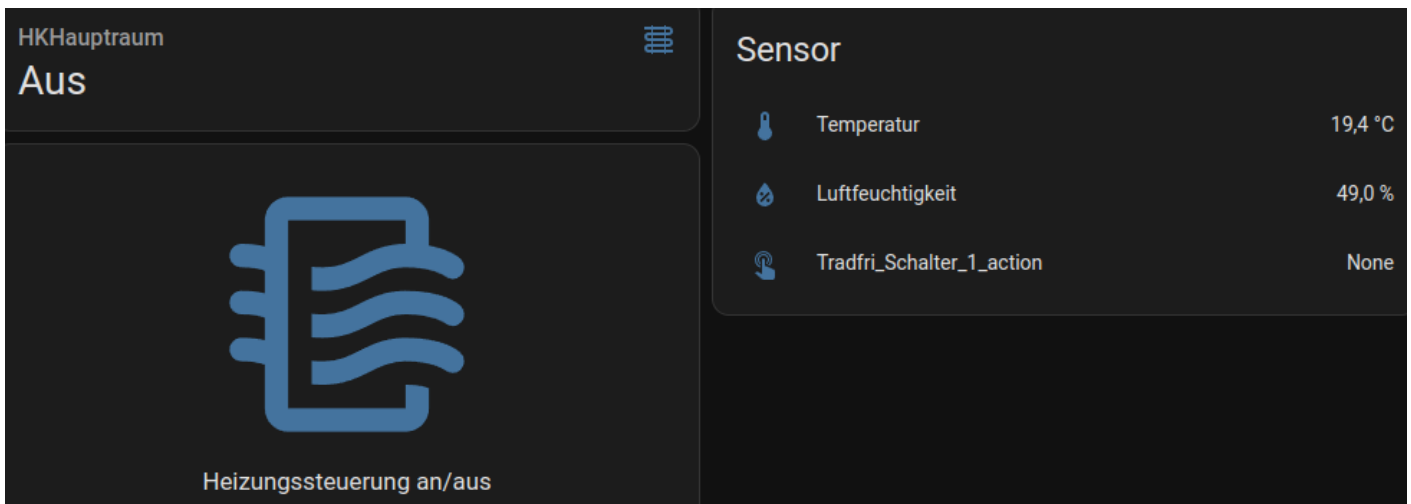 HKHauptraum
Aus
Heizungssteuerung an/aus
Sensor
Temperatur 19,4 °C
Luftfeuchtigkeit 49,0 %
Tradfri_Schalter_1_action None